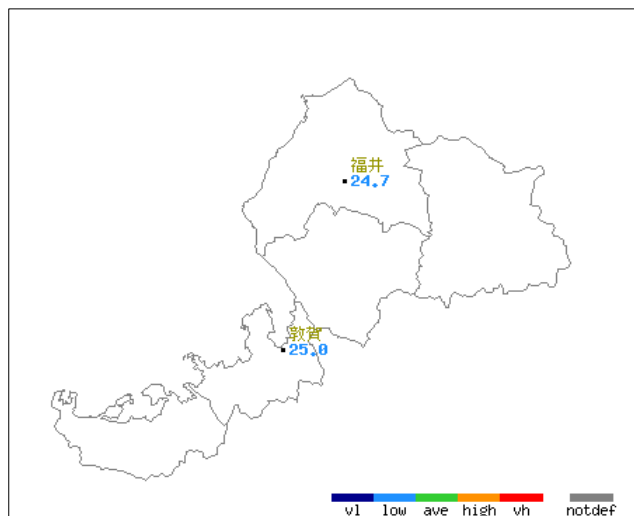 福井
24.7
敦賀
25.0
vl low ave high vh notdef